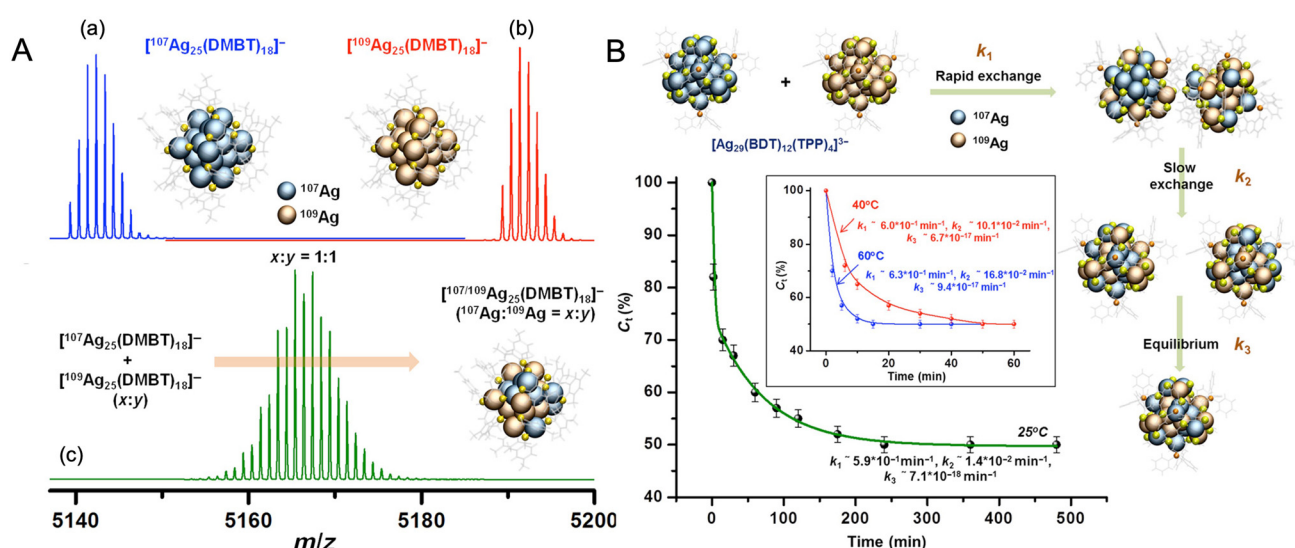 A
(a)
(b)
[¹⁰⁷Ag₂₅(DMBT)₁₈]⁻
[¹⁰⁹Ag₂₅(DMBT)₁₈]⁻
¹⁰⁷Ag
¹⁰⁹Ag
x:y = 1:1
[¹⁰⁷/¹⁰⁹Ag₂₅(DMBT)₁₈]⁻
(¹⁰⁷Ag:¹⁰⁹Ag = x:y)
[¹⁰⁷Ag₂₅(DMBT)₁₈]⁻
+
[¹⁰⁹Ag₂₅(DMBT)₁₈]⁻
(x:y)
(c)
5140
5160
5180
5200
m/z
B
+
k₁
Rapid exchange
¹⁰⁷Ag
¹⁰⁹Ag
[Ag₂₉(BDT)₁₂(TPP)₄]³⁻
Slow
exchange
k₂
Equilibrium
k₃
100
90
80
70
60
50
40
Cₜ (%)
0
100
200
300
400
500
Time (min)
25°C
k₁ ~ 5.9*10⁻¹min⁻¹, k₂ ~ 1.4*10⁻² min⁻¹,
k₃ ~ 7.1*10⁻¹⁸ min⁻¹
100
80
60
40
Cₜ (%)
40°C
k₁ ~ 6.0*10⁻¹ min⁻¹, k₂ ~ 10.1*10⁻² min⁻¹,
k₃ ~ 6.7*10⁻¹⁷ min⁻¹
60°C
k₁ ~ 6.3*10⁻¹ min⁻¹, k₂ ~ 16.8*10⁻² min⁻¹
k₃ ~ 9.4*10⁻¹⁷ min⁻¹
0
10
20
30
40
50
60
Time (min)